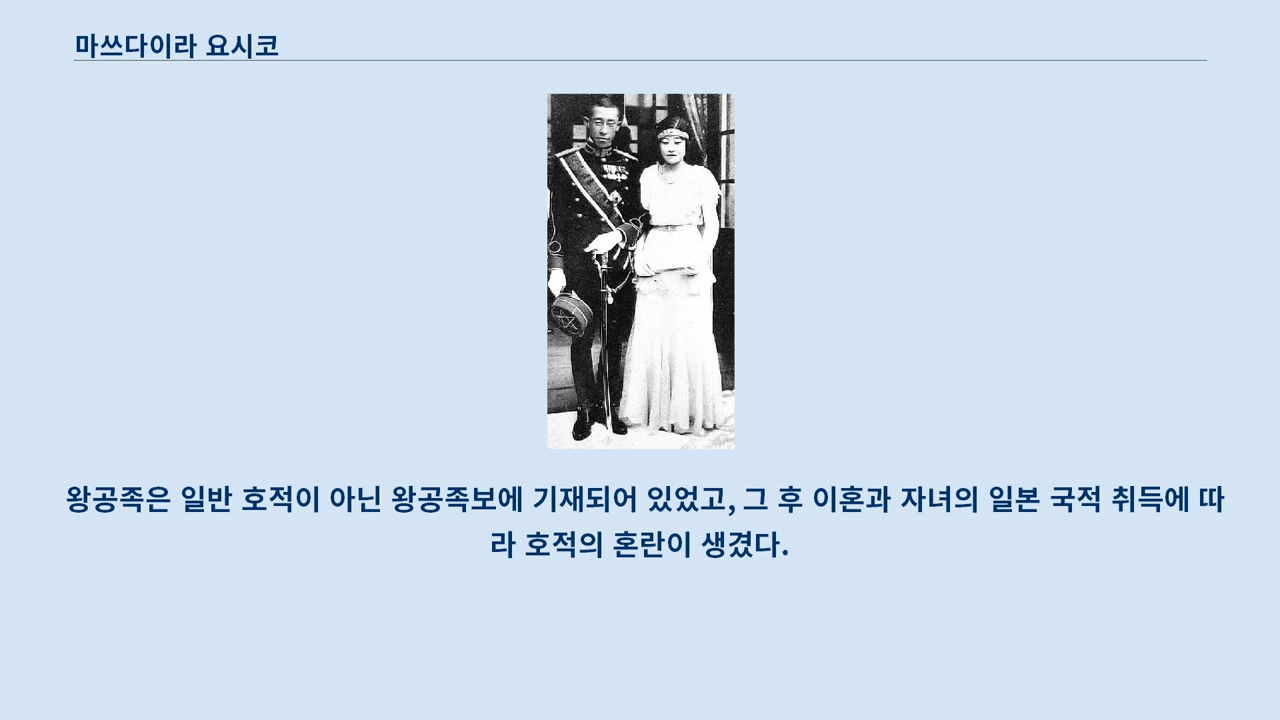 마쓰다이라 요시코
왕공족은 일반 호적이 아닌 왕공족보에 기재되어 있었고, 그 후 이혼과 자녀의 일본 국적 취득에 따
라 호적의 혼란이 생겼다.